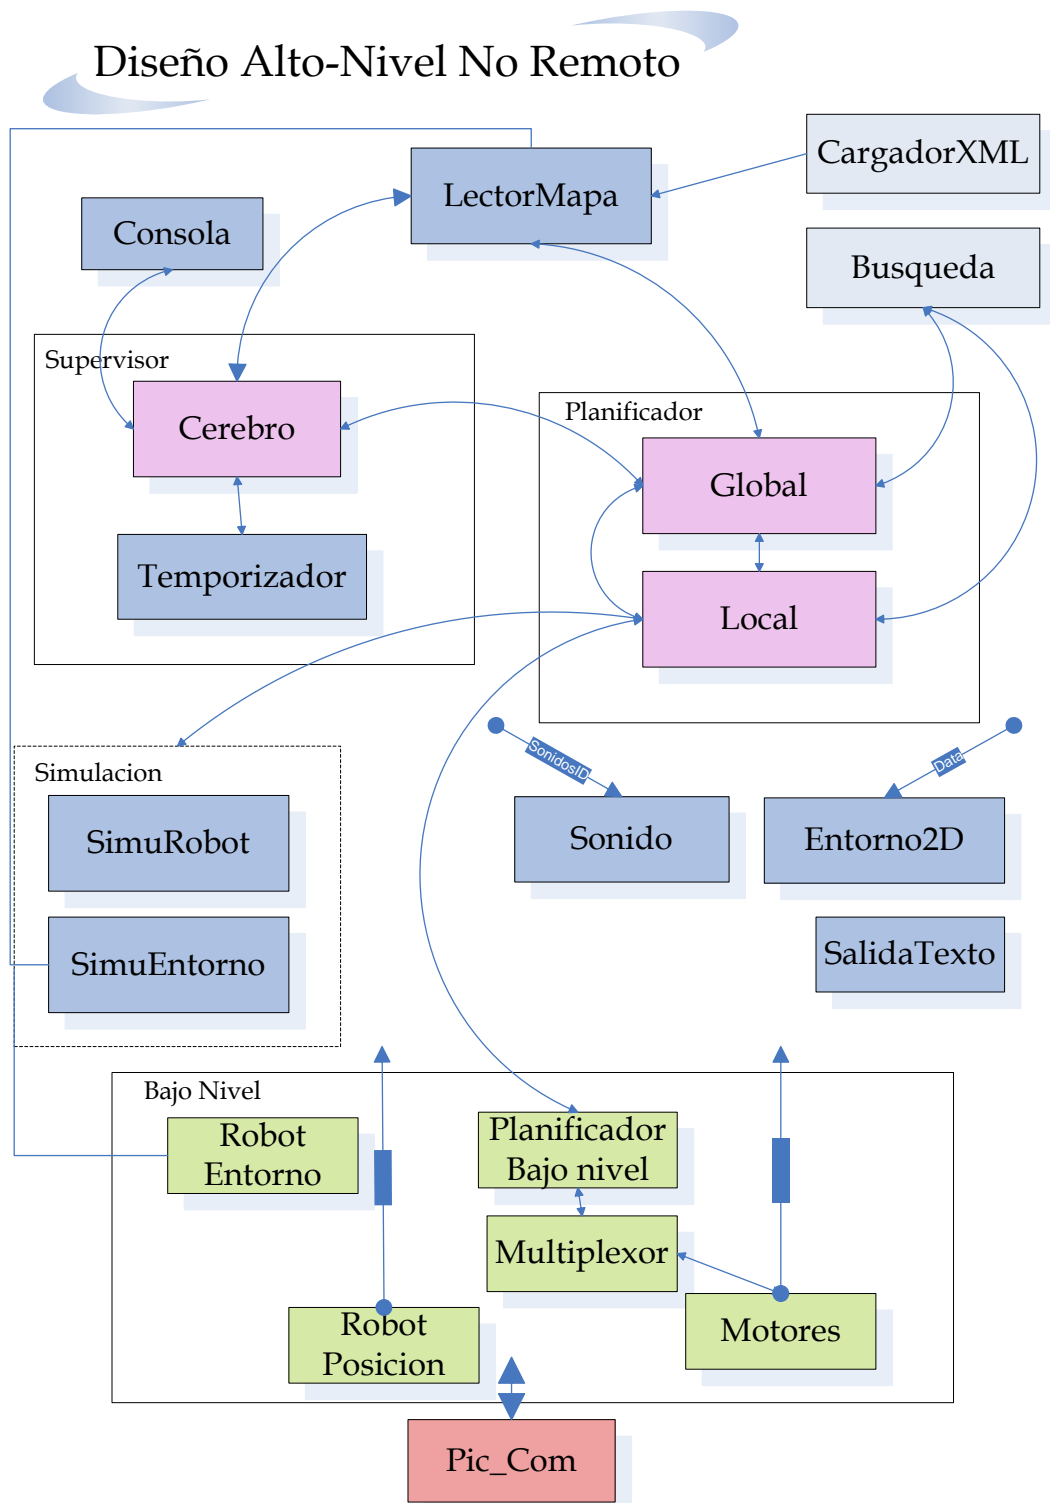 Diseño Alto-Nivel No Remoto
CargadorXML
LectorMapa
Consola
Busqueda
Supervisor
Cerebro
Planificador
Global
Temporizador
Local
SonidosID
Data
Simulacion
SimuRobot
Sonido
Entorno2D
SimuEntorno
SalidaTexto
Bajo Nivel
Robot
Entorno
Planificador
Bajo nivel
Multiplexor
Robot
Posicion
Motores
Pic_Com